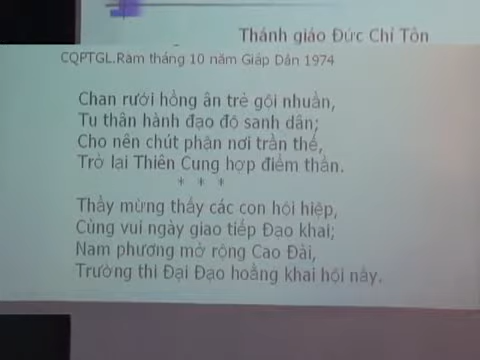 Thánh giáo Đức Chí Tôn
CQPTGL.Rằm tháng 10 năm Giáp Dần 1974
Chan rưới hồng ân trẻ gội nhuần,
Tu thân hành đạo độ sanh dân;
Cho nên chút phận nơi trần thế,
Trở lại Thiên Cung hợp điểm thần.
* * *
Thầy mừng thấy các con hội hiệp,
Cùng vui ngày giao tiếp Đạo khai;
Nam phương mở rộng Cao Đài,
Trường thi Đại Đạo hoằng khai hội nầy.